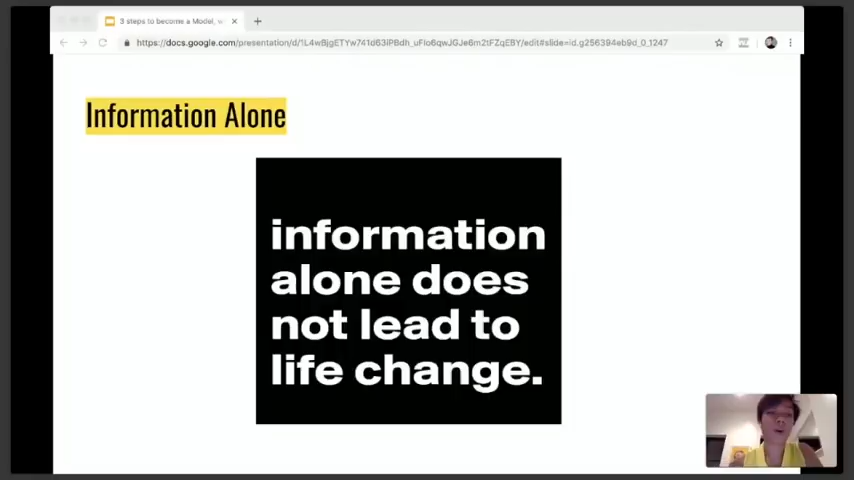 3 steps to become a Model, w
https://docs.google.com/presentation/d/1L4wBjgETYw741d63iPBdh_uFIo6qwJGJe6m2tFZqEBY/edit#slide=id.g256394eb9d_0_1247
Information Alone
information
alone does
not lead to
life change.